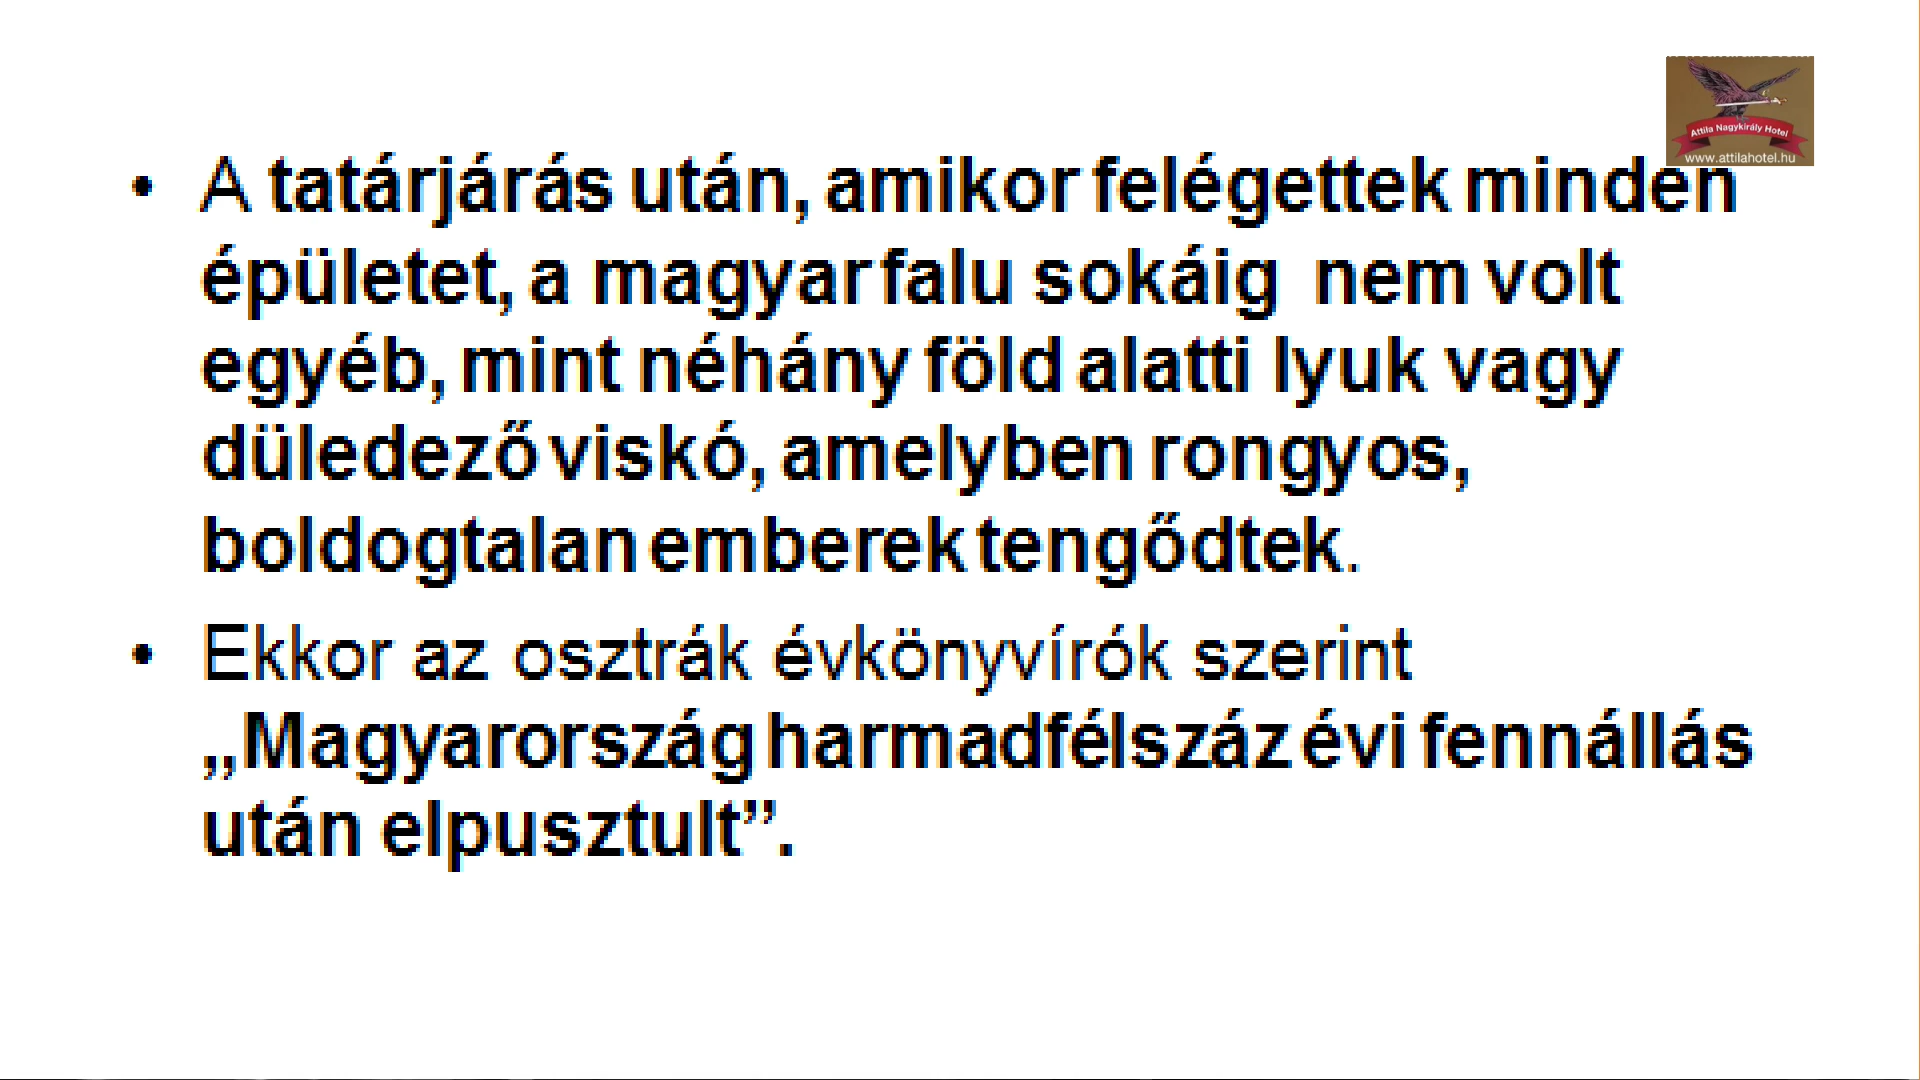 Attila Nagykirály Hotel
www.attilahotel.hu
• A tatárjárás után, amikor felégettek minden
épületet, a magyar falu sokáig nem volt
egyéb, mint néhány föld alatti lyuk vagy
düledező viskó, amelyben rongyos,
boldogtalan emberek tengődtek.
• Ekkor az osztrák évkönyvírók szerint
„Magyarország harmadfélszáz évi fennállás
után elpusztult”.